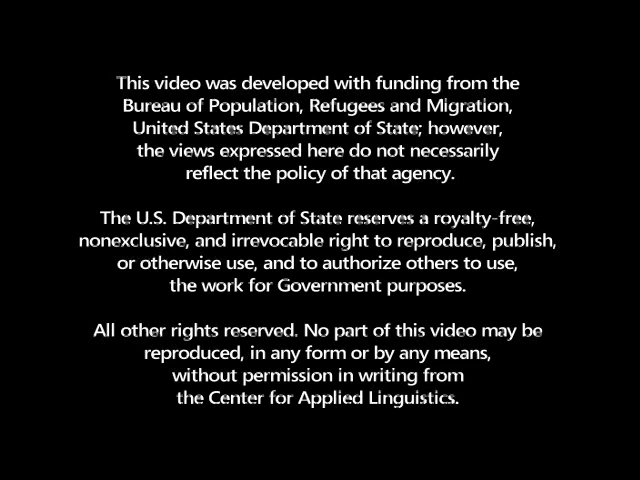 This video was developed with funding from the
Bureau of Population, Refugees and Migration,
United States Department of State; however,
the views expressed here do not necessarily
reflect the policy of that agency.
The U.S. Department of State reserves a royalty-free,
nonexclusive, and irrevocable right to reproduce, publish,
or otherwise use, and to authorize others to use,
the work for Government purposes.
All other rights reserved. No part of this video may be
reproduced, in any form or by any means,
without permission in writing from
the Center for Applied Linguistics.